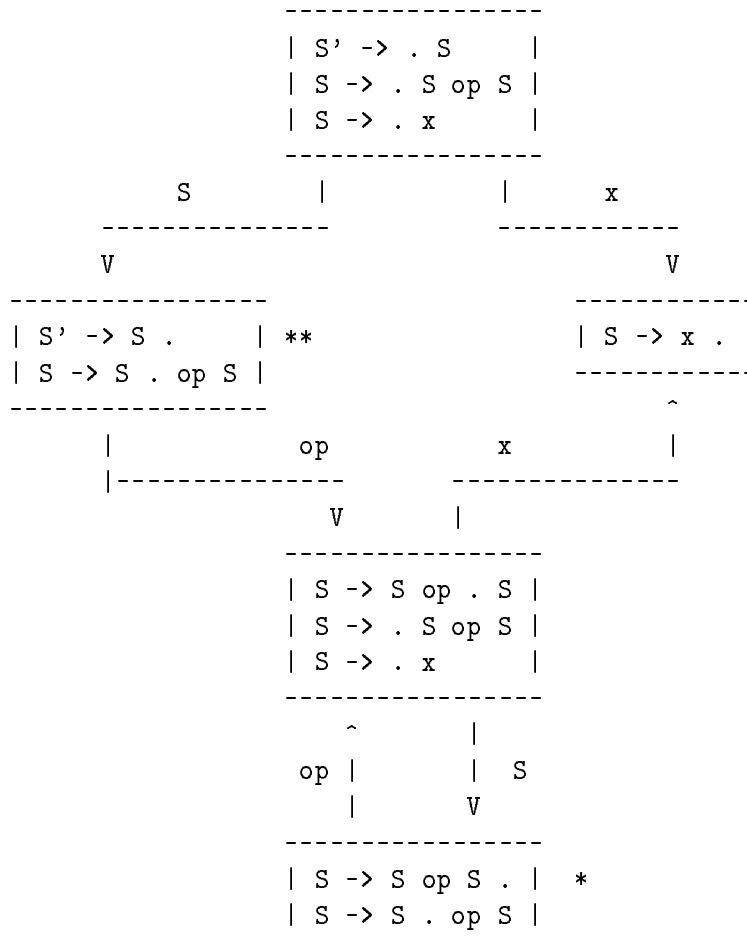 -----------------
| S' -> . S |
| S -> . S op S |
| S -> . x |
-----------------
S | | x
--------------- ------------
V V
----------------- ------------
| S' -> S . | ** | S -> x .
| S -> S . op S | ------------
----------------- ^
| op x |
|--------------- ---------------
V |
-----------------
| S -> S op . S |
| S -> . S op S |
| S -> . x |
-----------------
^ |
op | | S
| V
-----------------
| S -> S op S . | *
| S -> S . op S |